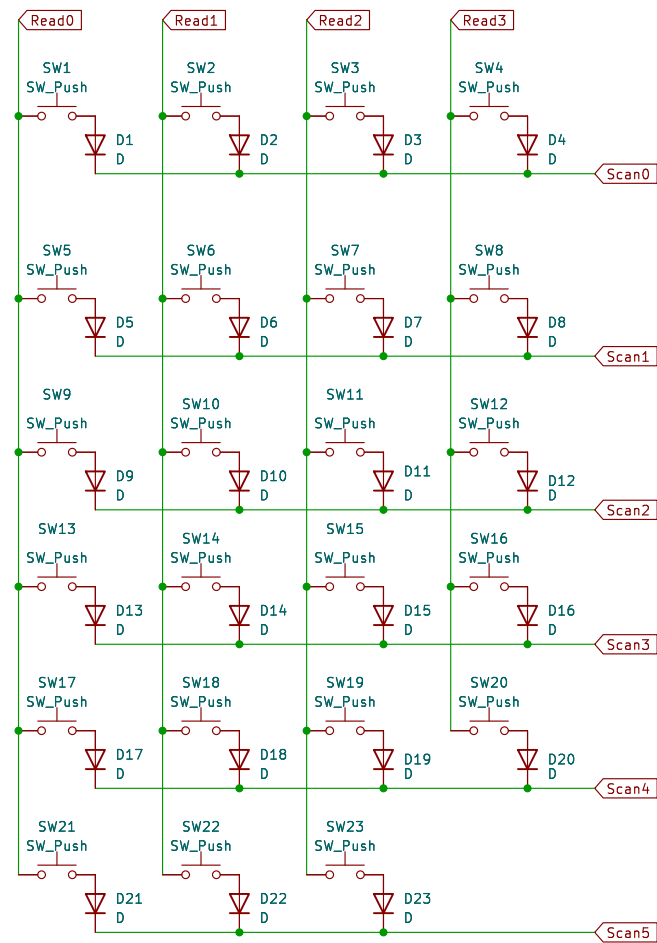 Read0 Read1 Read2 Read3
SW1 SW2 SW3 SW4
SW_Push SW_Push SW_Push SW_Push
D1 D2 D3 D4
D D D D
Scan0
SW5 SW6 SW7 SW8
SW_Push SW_Push SW_Push SW_Push
D5 D6 D7 D8
D D D D
Scan1
SW9 SW10 SW11 SW12
SW_Push SW_Push SW_Push SW_Push
D9 D10 D11 D12
D D D D
Scan2
SW13 SW14 SW15 SW16
SW_Push SW_Push SW_Push SW_Push
D13 D14 D15 D16
D D D D
Scan3
SW17 SW18 SW19 SW20
SW_Push SW_Push SW_Push SW_Push
D17 D18 D19 D20
D D D D
Scan4
SW21 SW22 SW23
SW_Push SW_Push SW_Push
D21 D22 D23
D D D
Scan5